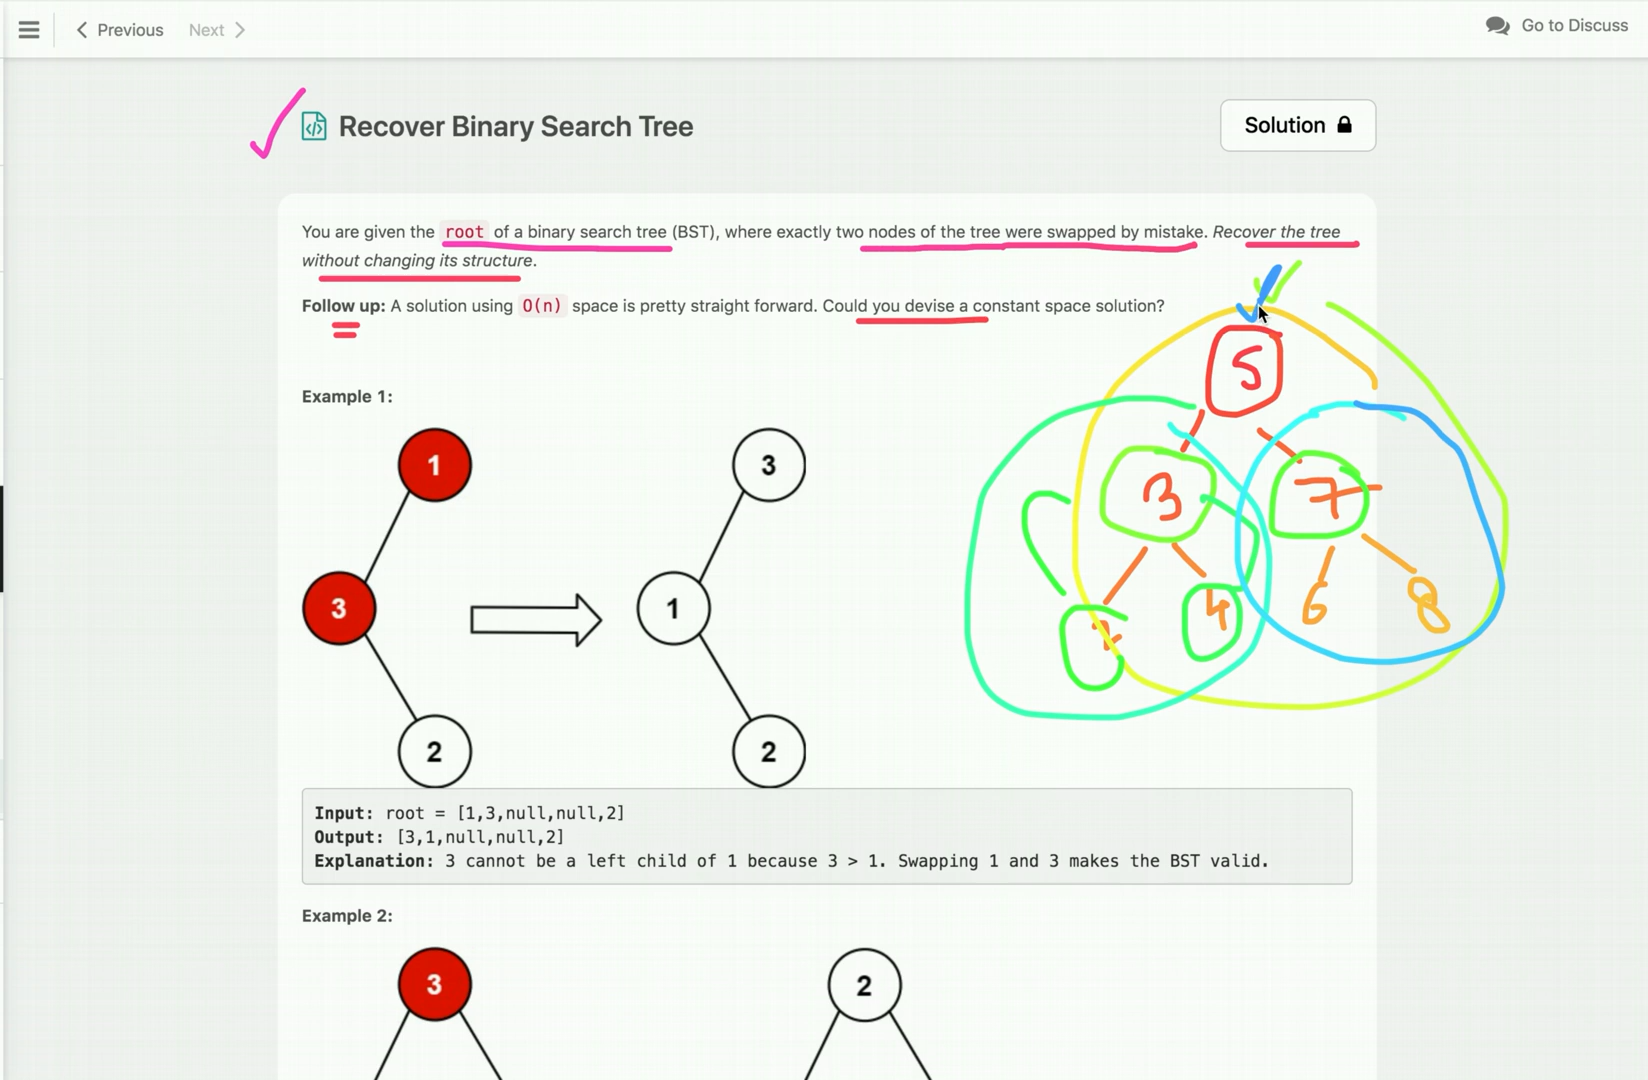 Previous
Next
Go to Discuss
Recover Binary Search Tree
Solution
You are given the root of a binary search tree (BST), where exactly two nodes of the tree were swapped by mistake. Recover the tree
without changing its structure.
Follow up: A solution using O(n) space is pretty straight forward. Could you devise a constant space solution?
5
Example 1:
1
3
3
7
4
6
8
3
1
2
2
Input: root = [1,3,null,null,2]
Output: [3,1,null,null,2]
Explanation: 3 cannot be a left child of 1 because 3 > 1. Swapping 1 and 3 makes the BST valid.
Example 2:
3
2